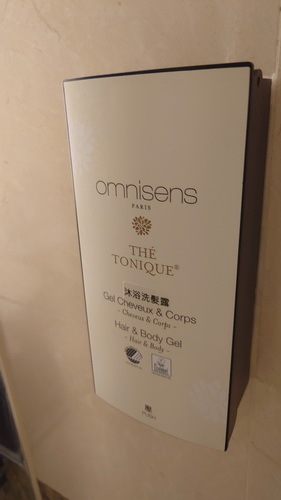 omnisens
PARIS
THÉ
TONIQUE®
沐浴洗髮露
Gel Cheveux & Corps
- Cheveux & Corps -
Hair & Body Gel
- Hair & Body -